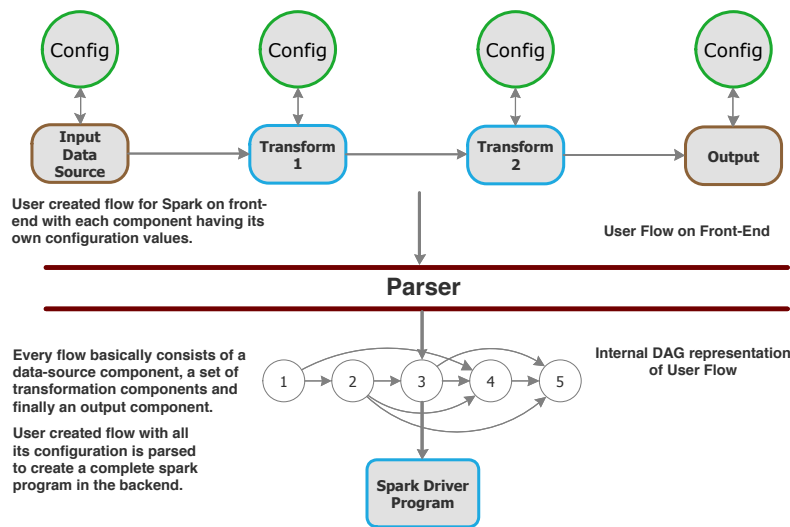 Config
Config
Config
Config
Input
Data
Source
Transform
1
Transform
2
Output
User created flow for Spark on front-
end with each component having its
own configuration values.
User Flow on Front-End
Parser
Every flow basically consists of a
data-source component, a set of
transformation components and
finally an output component.
User created flow with all
its configuration is parsed
to create a complete spark
program in the backend.
1
2
3
4
5
Internal DAG representation
of User Flow
Spark Driver
Program